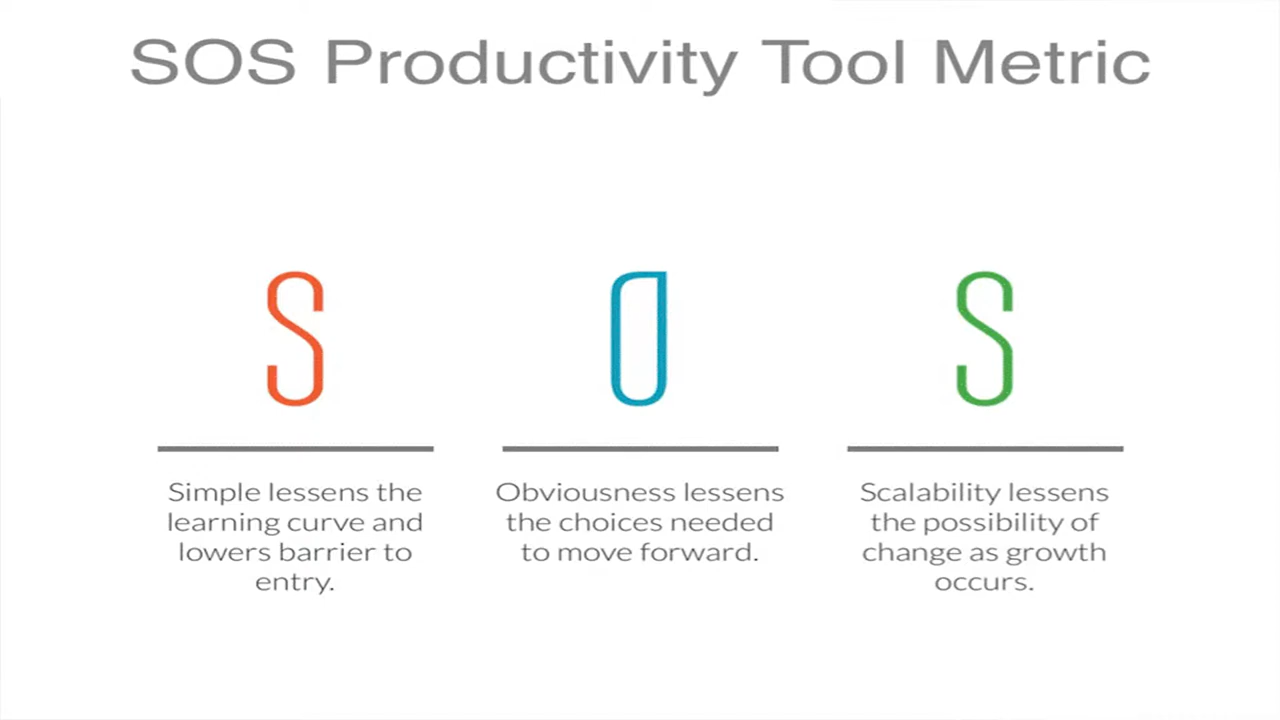 SOS Productivity Tool Metric
S
Simple lessens the
learning curve and
lowers barrier to
entry.
O
Obviousness lessens
the choices needed
to move forward.
S
Scalability lessens
the possibility of
change as growth
occurs.